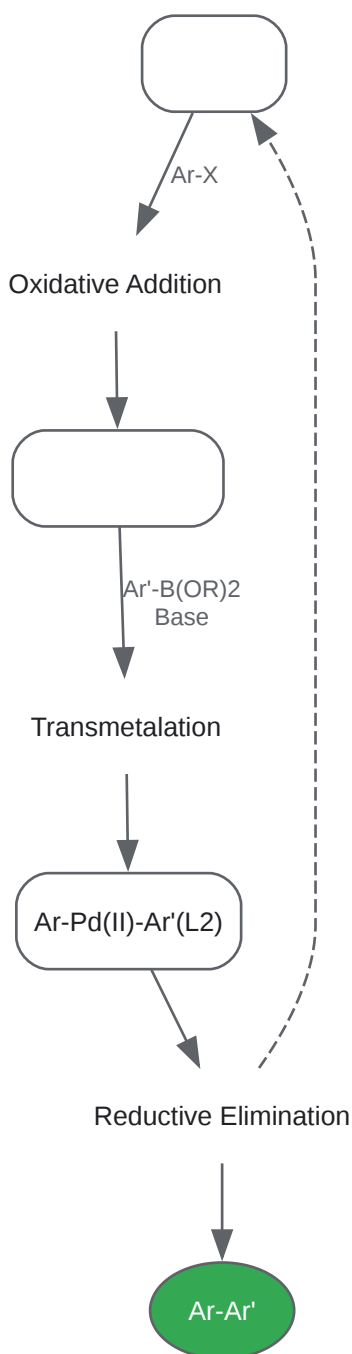 Ar-X
Oxidative Addition
Ar'-B(OR)2
Base
Transmetalation
Ar-Pd(II)-Ar'(L2)
Reductive Elimination
Ar-Ar'